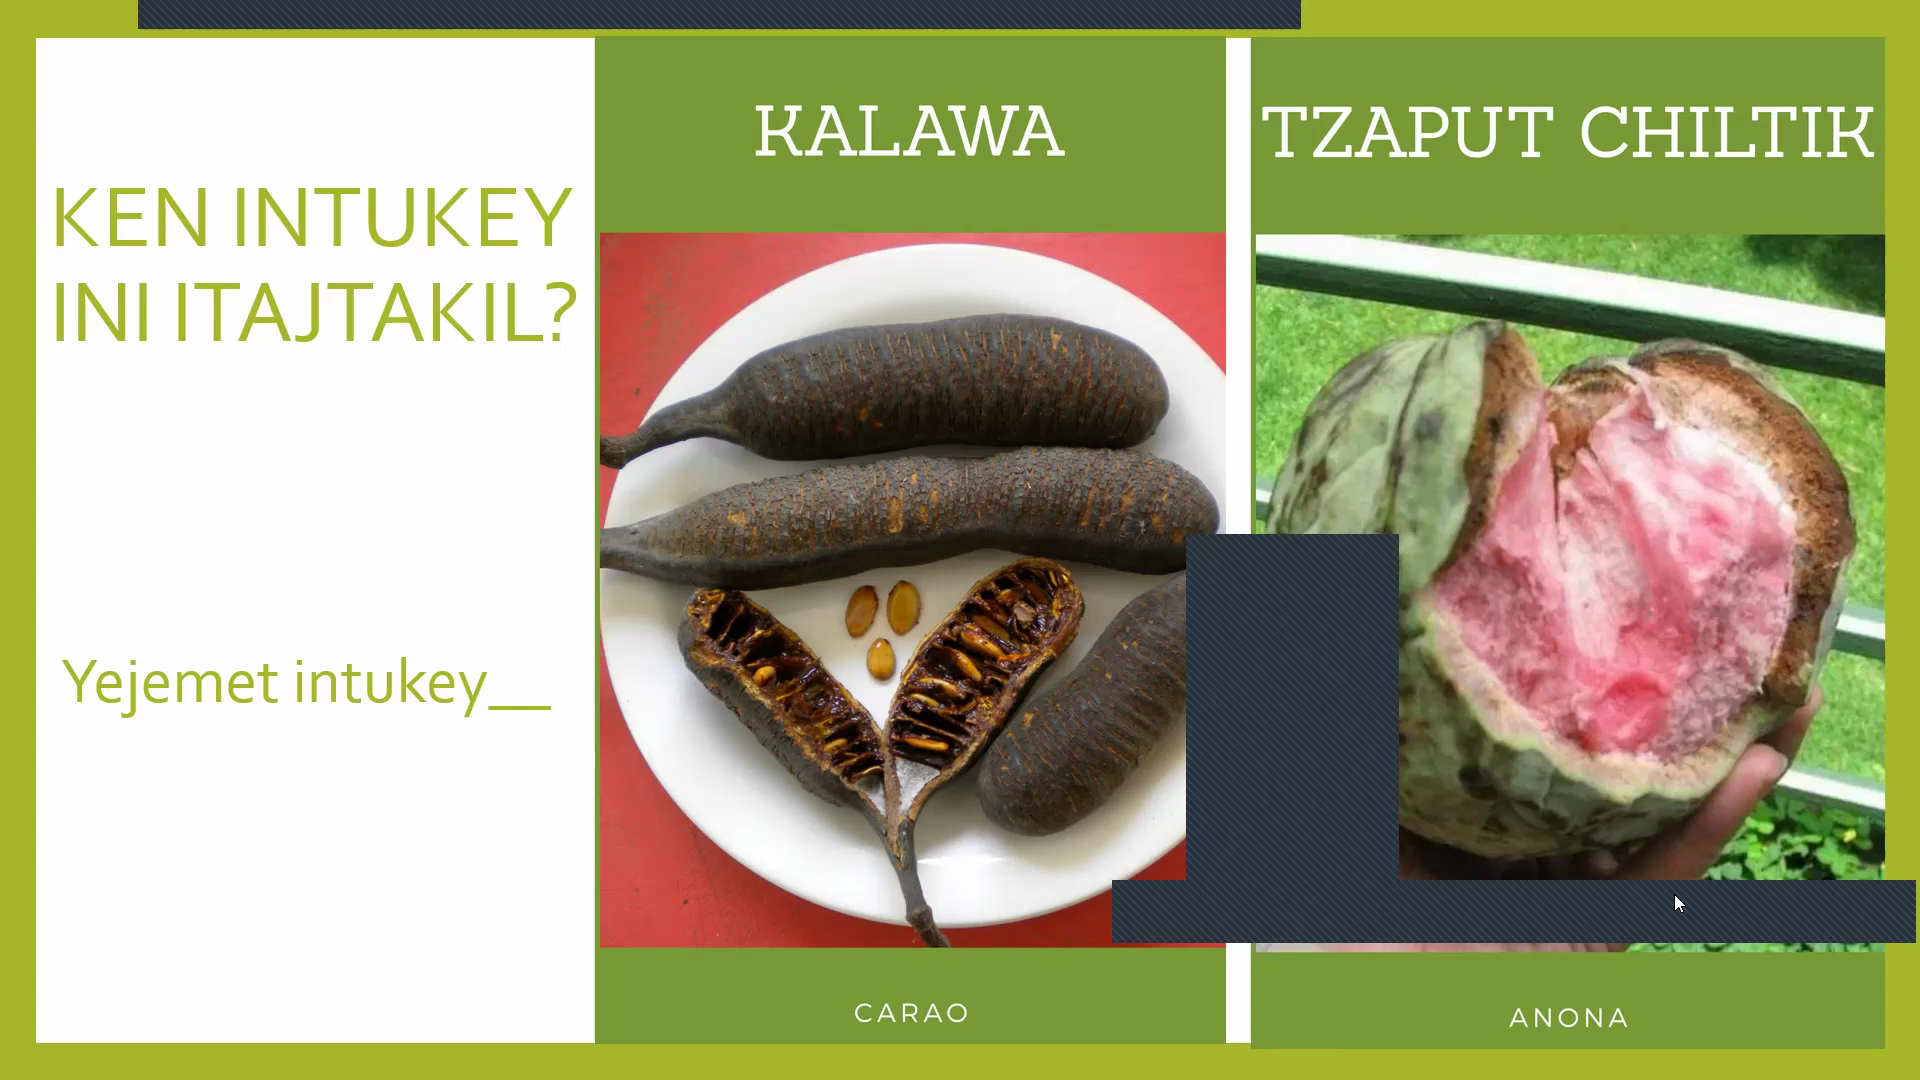 KEN INTUKEY
INI ITAJTAKIL?
Yejemet intukey__
KALAWA
CARAO
TZAPUT CHILTIK
ANONA